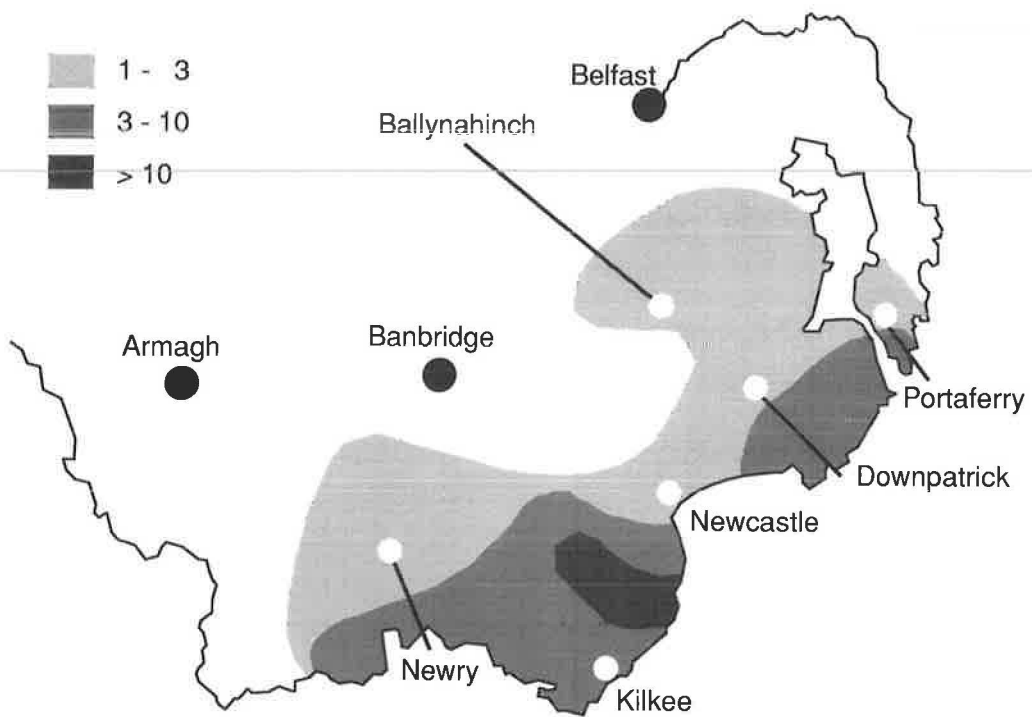 1 - 3
3 - 10
> 10
Belfast
Ballynahinch
Armagh
Banbridge
Portaferry
Downpatrick
Newcastle
Newry
Kilkee